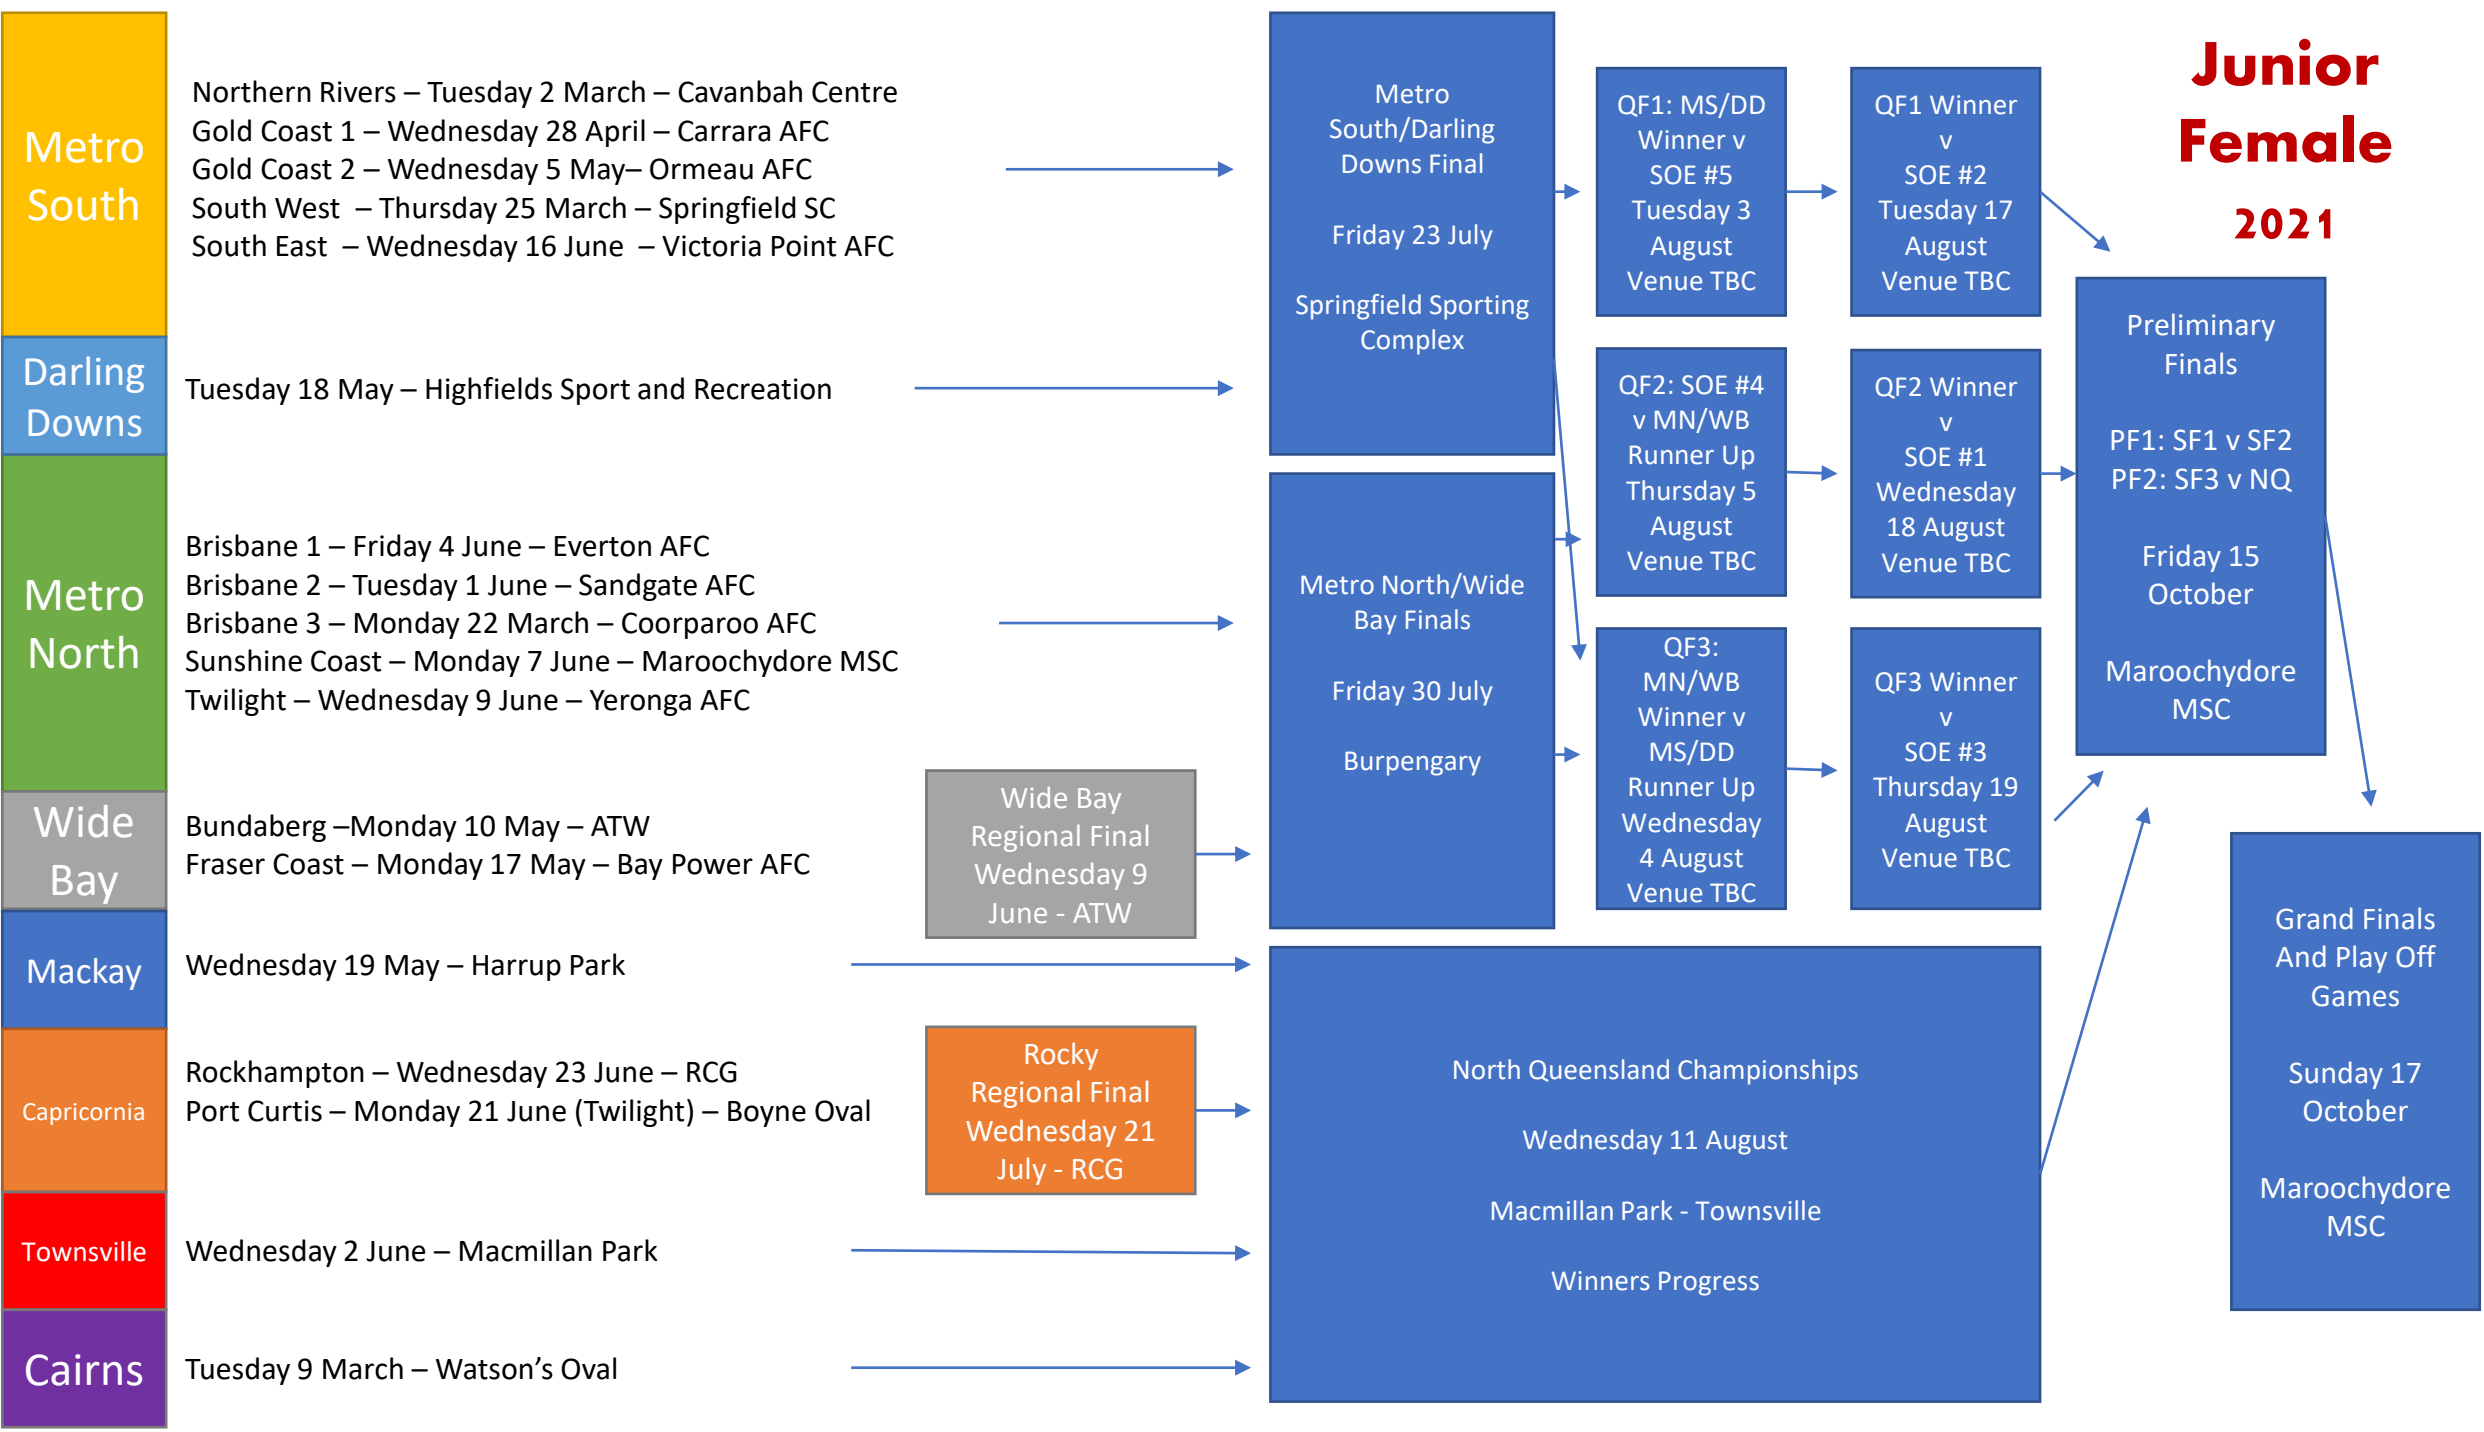 Junior
Female
2021
Metro
South
Northern Rivers – Tuesday 2 March – Cavanbah Centre
Gold Coast 1 – Wednesday 28 April – Carrara AFC
Gold Coast 2 – Wednesday 5 May– Ormeau AFC
South West  – Thursday 25 March – Springfield SC
South East  – Wednesday 16 June  – Victoria Point AFC
Darling
Downs
Tuesday 18 May – Highfields Sport and Recreation
Metro
North
Brisbane 1 – Friday 4 June – Everton AFC
Brisbane 2 – Tuesday 1 June – Sandgate AFC
Brisbane 3 – Monday 22 March – Coorparoo AFC
Sunshine Coast – Monday 7 June – Maroochydore MSC
Twilight – Wednesday 9 June – Yeronga AFC
Wide
Bay
Bundaberg –Monday 10 May – ATW
Fraser Coast – Monday 17 May – Bay Power AFC
Wide Bay
Regional Final
Wednesday 9
June - ATW
Mackay
Wednesday 19 May – Harrup Park
Capricornia
Rockhampton – Wednesday 23 June – RCG
Port Curtis – Monday 21 June (Twilight) – Boyne Oval
Rocky
Regional Final
Wednesday 21
July - RCG
Townsville
Wednesday 2 June – Macmillan Park
Cairns
Tuesday 9 March – Watson’s Oval
Metro
South/Darling
Downs Final
Friday 23 July
Springfield Sporting
Complex
Metro North/Wide
Bay Finals
Friday 30 July
Burpengary
North Queensland Championships
Wednesday 11 August
Macmillan Park - Townsville
Winners Progress
QF1: MS/DD
Winner v
SOE #5
Tuesday 3
August
Venue TBC
QF2: SOE #4
v MN/WB
Runner Up
Thursday 5
August
Venue TBC
QF3:
MN/WB
Winner v
MS/DD
Runner Up
Wednesday
4 August
Venue TBC
QF1 Winner
v
SOE #2
Tuesday 17
August
Venue TBC
QF2 Winner
v
SOE #1
Wednesday
18 August
Venue TBC
QF3 Winner
v
SOE #3
Thursday 19
August
Venue TBC
Preliminary
Finals
PF1: SF1 v SF2
PF2: SF3 v NQ
Friday 15
October
Maroochydore
MSC
Grand Finals
And Play Off
Games
Sunday 17
October
Maroochydore
MSC